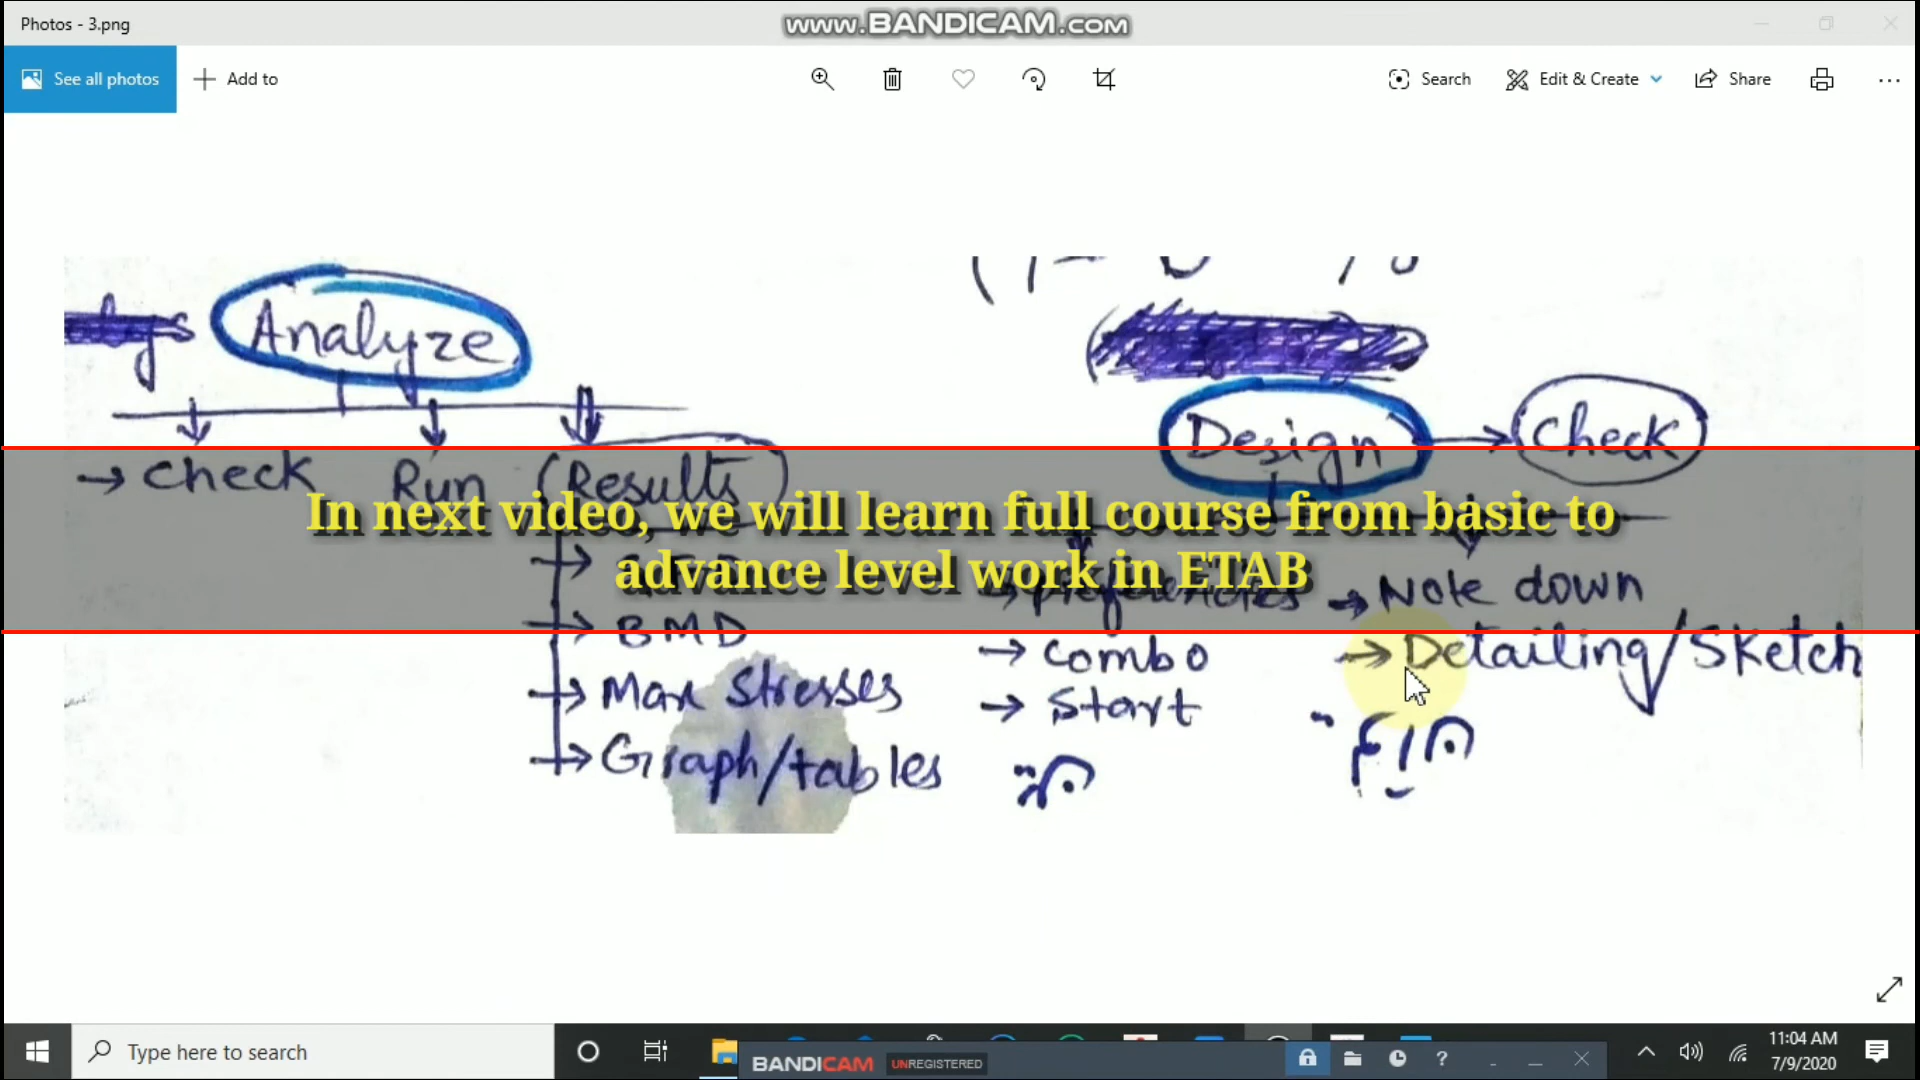 Photos - 3.png
www.BANDICAM.com
See all photos
Add to
Search
Edit & Create
Share
Analyze
Design → Check
→ Check Run (Results)
In next video, we will learn full course from basic to
advance level work in ETAB
→ BMD
→ Max Stresses
→ Graph/tables
→ Preferences
→ Combo
→ Start
→ Note down
→ Detailing/Sketch
Type here to search
BANDICAM UNREGISTERED
11:04 AM
7/9/2020